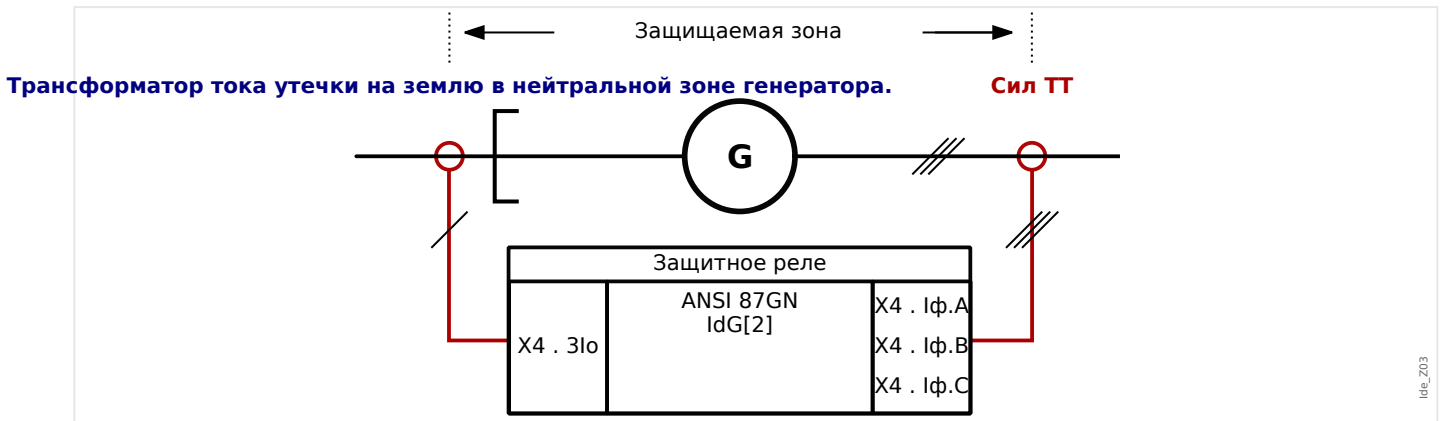 Защищаемая зона
Трансформатор тока утечки на землю в нейтральной зоне генератора.
Сил ТТ
G
Защитное реле
X4 . 3Io
ANSI 87GN
IdG[2]
X4 . Iф.A
X4 . Iф.B
X4 . Iф.C
Ide_Z03